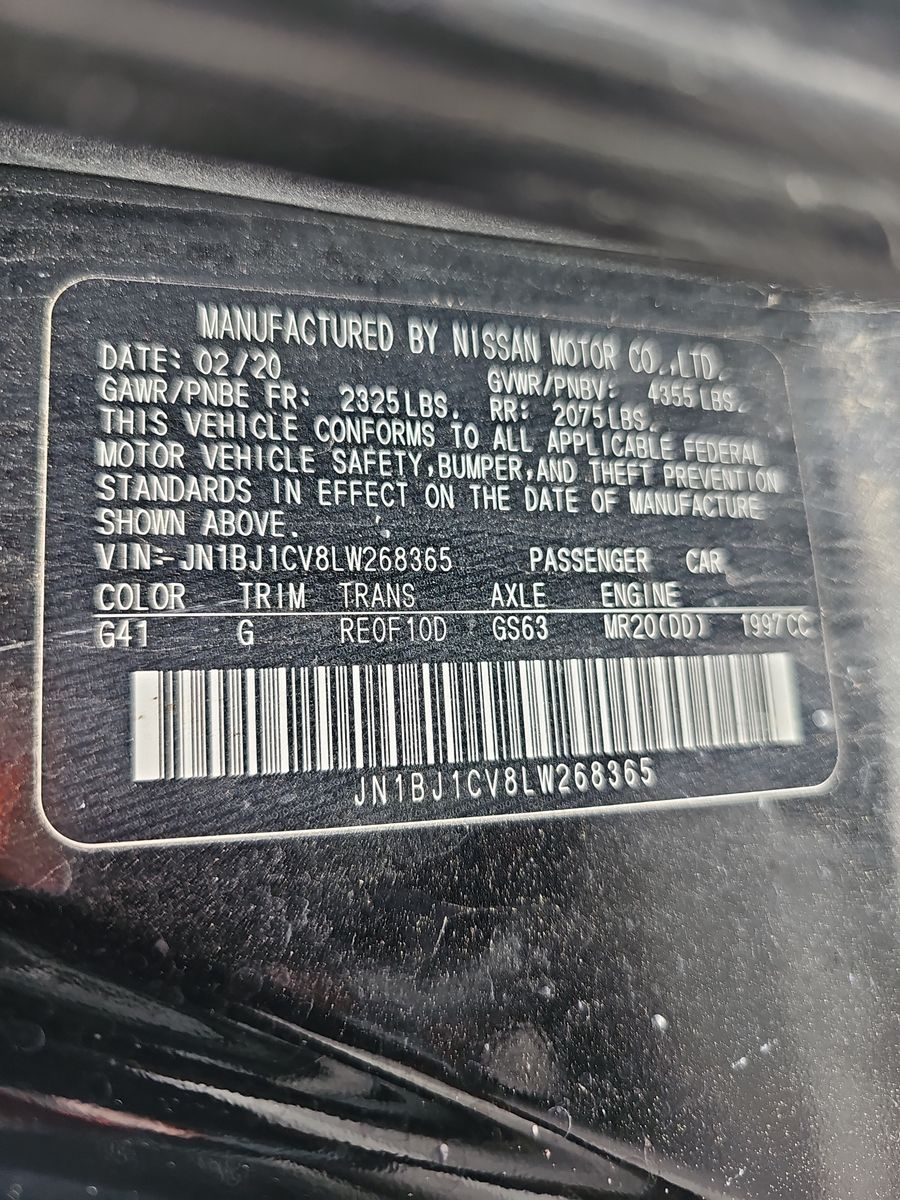 MANUFACTURED BY NISSAN MOTOR CO.,LTD.
DATE: 02/20 GVWR/PNBV: 4355 LBS.
GAWR/PNBE FR: 2325 LBS. RR: 2075 LBS.
THIS VEHICLE CONFORMS TO ALL APPLICABLE FEDERAL
MOTOR VEHICLE SAFETY, BUMPER, AND THEFT PREVENTION
STANDARDS IN EFFECT ON THE DATE OF MANUFACTURE
SHOWN ABOVE.
VIN:-JN1BJ1CV8LW268365 PASSENGER CAR
COLOR TRIM TRANS AXLE ENGINE
G41 G RE0F10D GS63 MR20(DD) 1997CC
JN1BJ1CV8LW268365